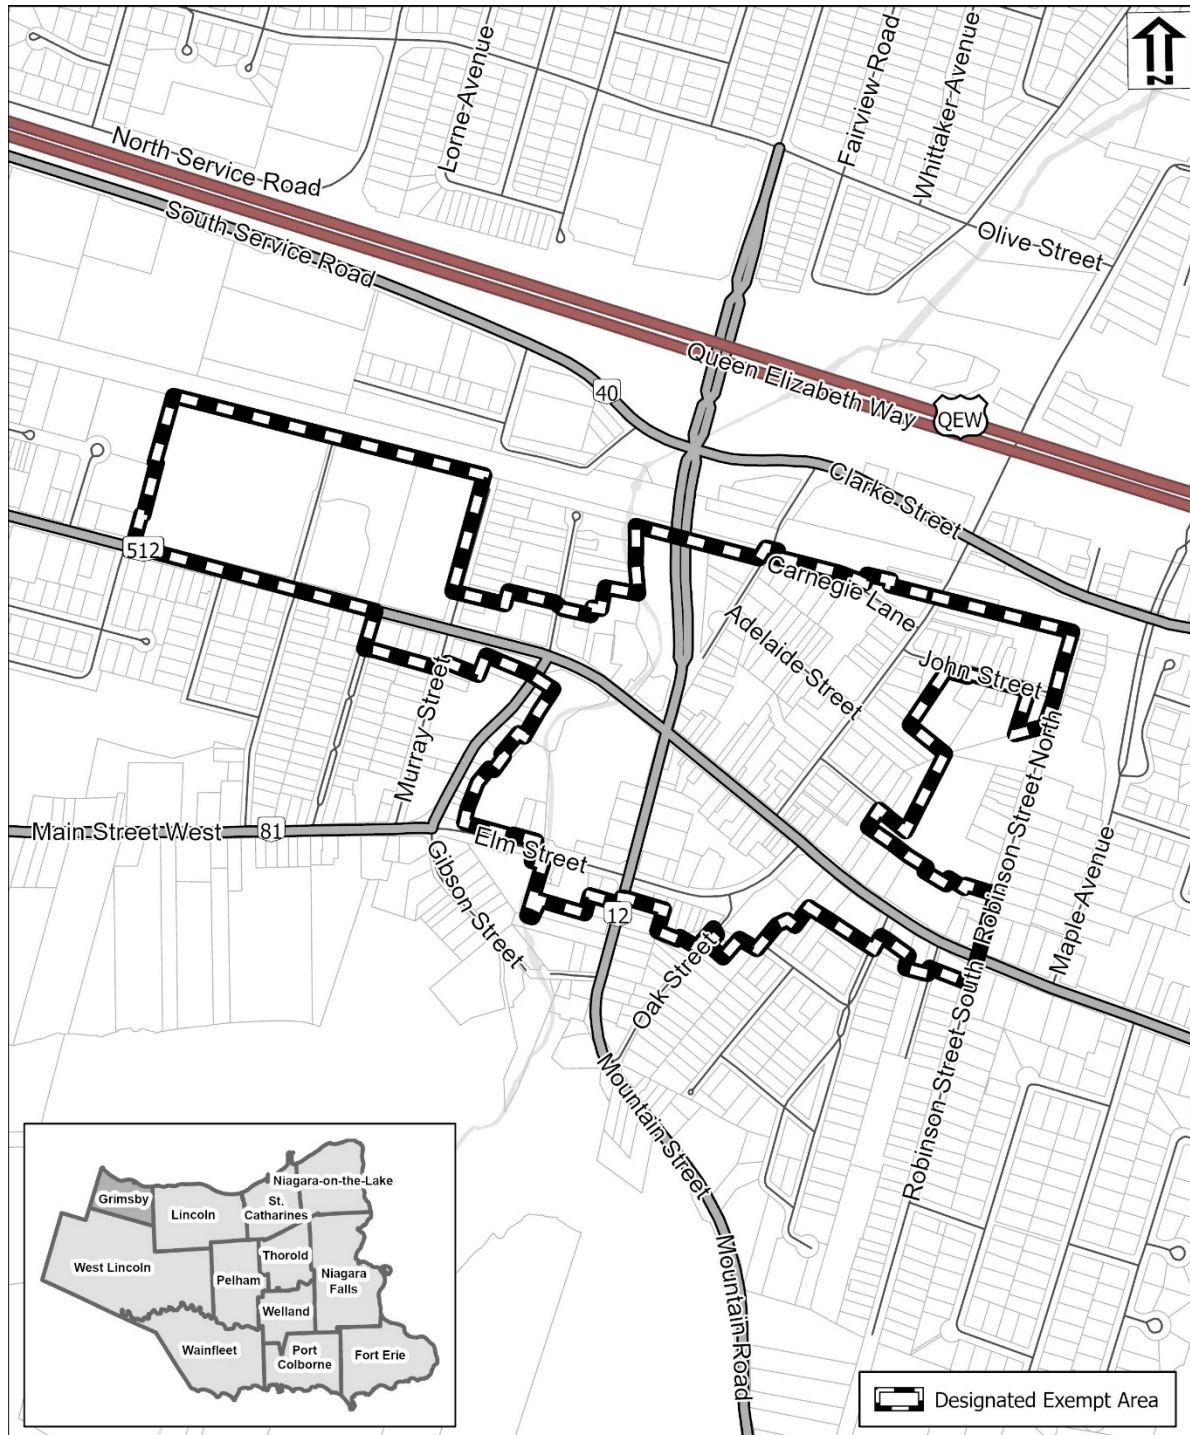 N
Lorne-Avenue
Fairview-Road
Whittaker-Avenue
North Service Road
South Service Road
Olive Street
Queen Elizabeth Way
40
QEW
Clarke Street
512
Carnegie Lane
Adelaide Street
John Street
Murray-Street
Robinson-Street-North
Main Street West
81
Elm Street
Gibson-Street
12
Oak-Street
Maple-Avenue
Robinson-Street-South
Mountain-Street
Mountain-Road
Niagara-on-the-Lake
Grimsby
Lincoln
St.
Catharines
West Lincoln
Thorold
Pelham
Niagara
Falls
Welland
Wainfleet
Port
Colborne
Fort Erie
Designated Exempt Area